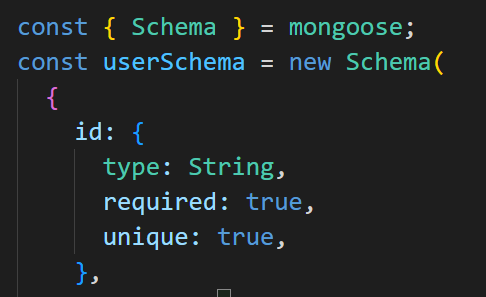 const { Schema } = mongoose;
const userSchema = new Schema(
  {
    id: {
      type: String,
      required: true,
      unique: true,
    },